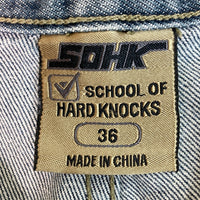 SOHK
SCHOOL OF
HARD KNOCKS
36
MADE IN CHINA